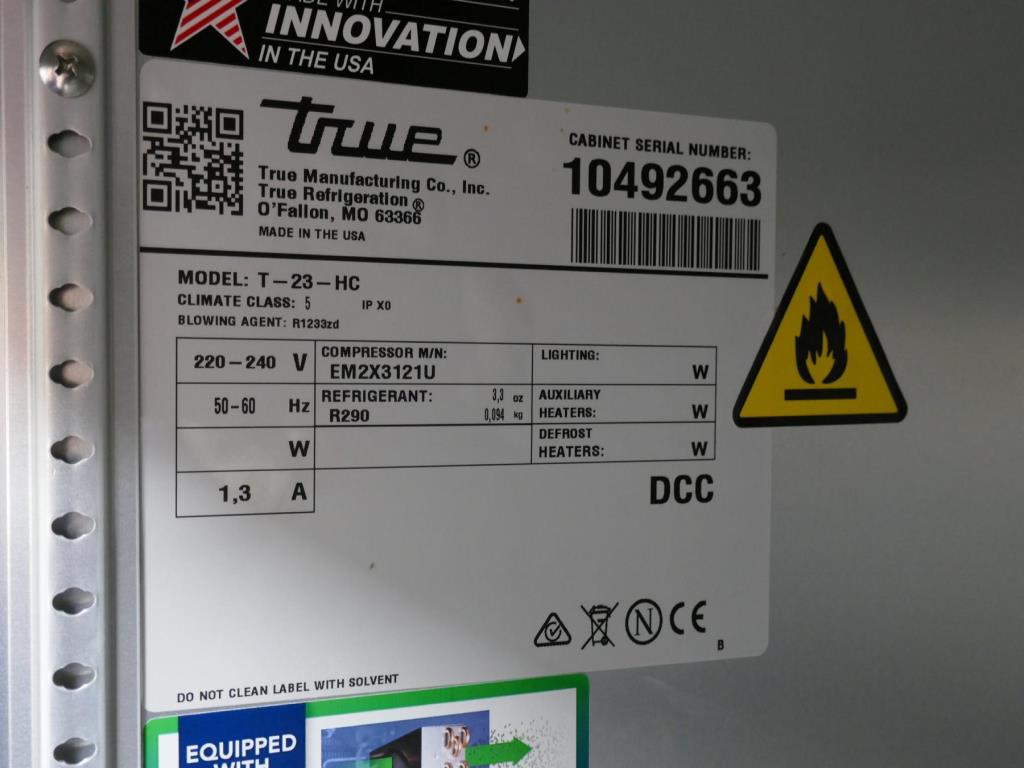 MADE WITH
INNOVATION
IN THE USA
true®
True Manufacturing Co., Inc.
True Refrigeration®
O'Fallon, MO 63366
MADE IN THE USA
CABINET SERIAL NUMBER:
10492663
MODEL: T-23-HC
CLIMATE CLASS: 5 IP X0
BLOWING AGENT: R1233zd
220-240 V
50-60 Hz
W
1,3 A
COMPRESSOR M/N:
EM2X3121U
REFRIGERANT: 3,3 oz
R290 0,094 kg
LIGHTING:
W
AUXILIARY
HEATERS: W
DEFROST
HEATERS: W
DCC
N CE
B
DO NOT CLEAN LABEL WITH SOLVENT
EQUIPPED
WITH